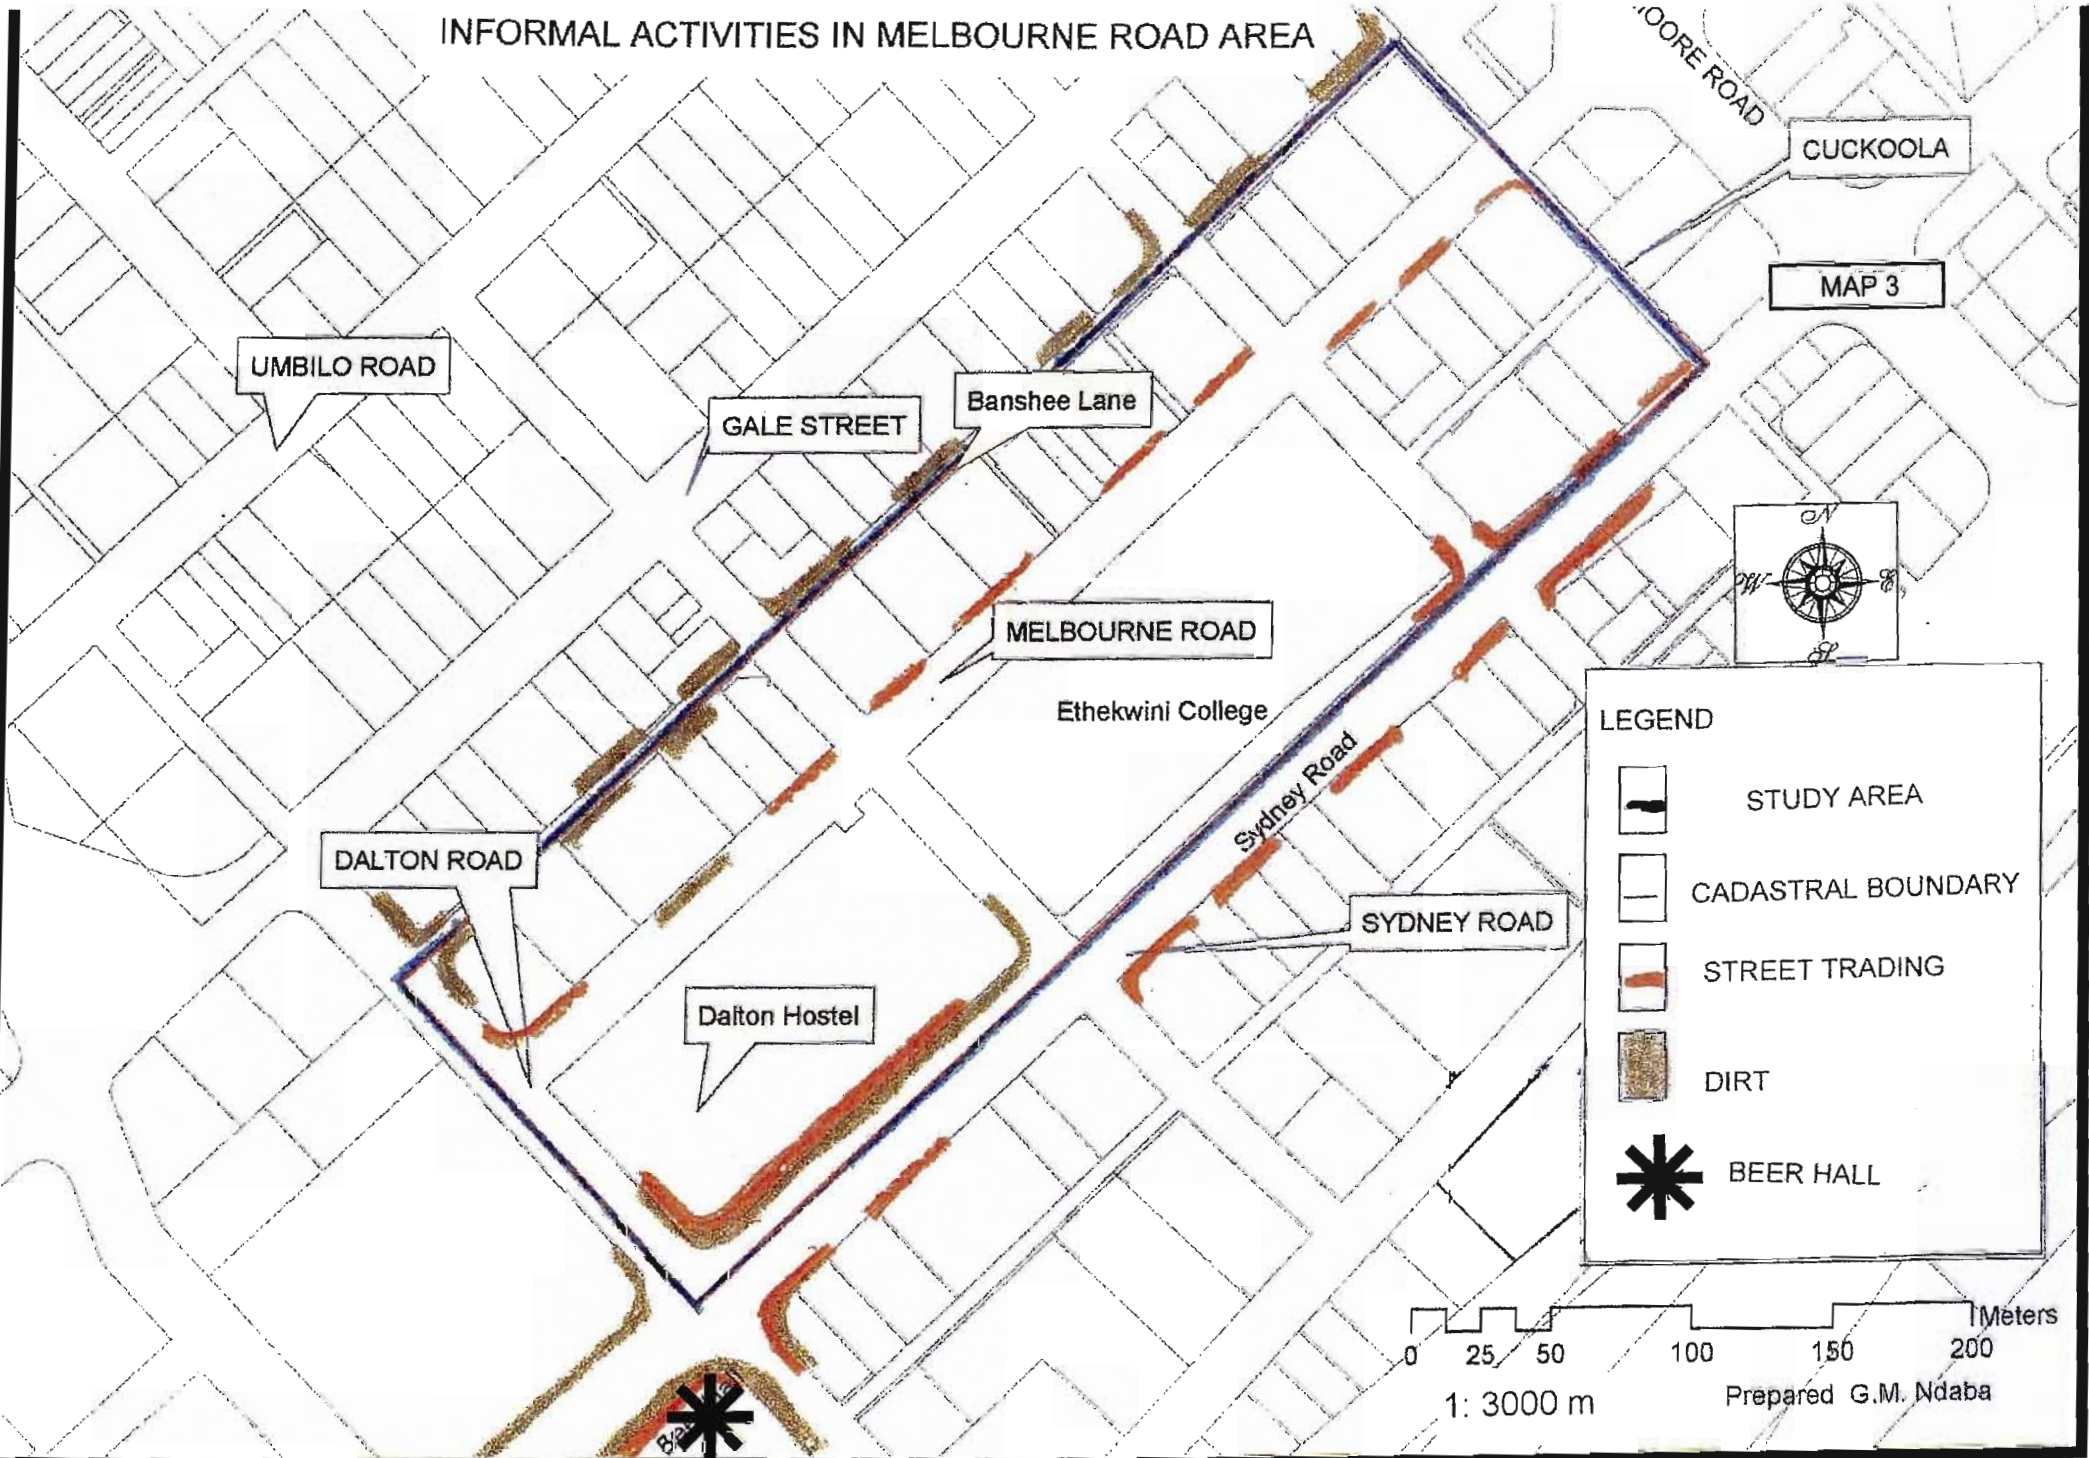 INFORMAL ACTIVITIES IN MELBOURNE ROAD AREA
MOORE ROAD
CUCKOOLA
MAP 3
UMBILO ROAD
Banshee Lane
GALE STREET
N
W
E
S
MELBOURNE ROAD
Ethekwini College
Sydney Road
DALTON ROAD
SYDNEY ROAD
Dalton Hostel
LEGEND
STUDY AREA
CADASTRAL BOUNDARY
STREET TRADING
DIRT
BEER HALL
Meters
0 25 50 100 150 200
1: 3000 m
Prepared G.M. Ndaba